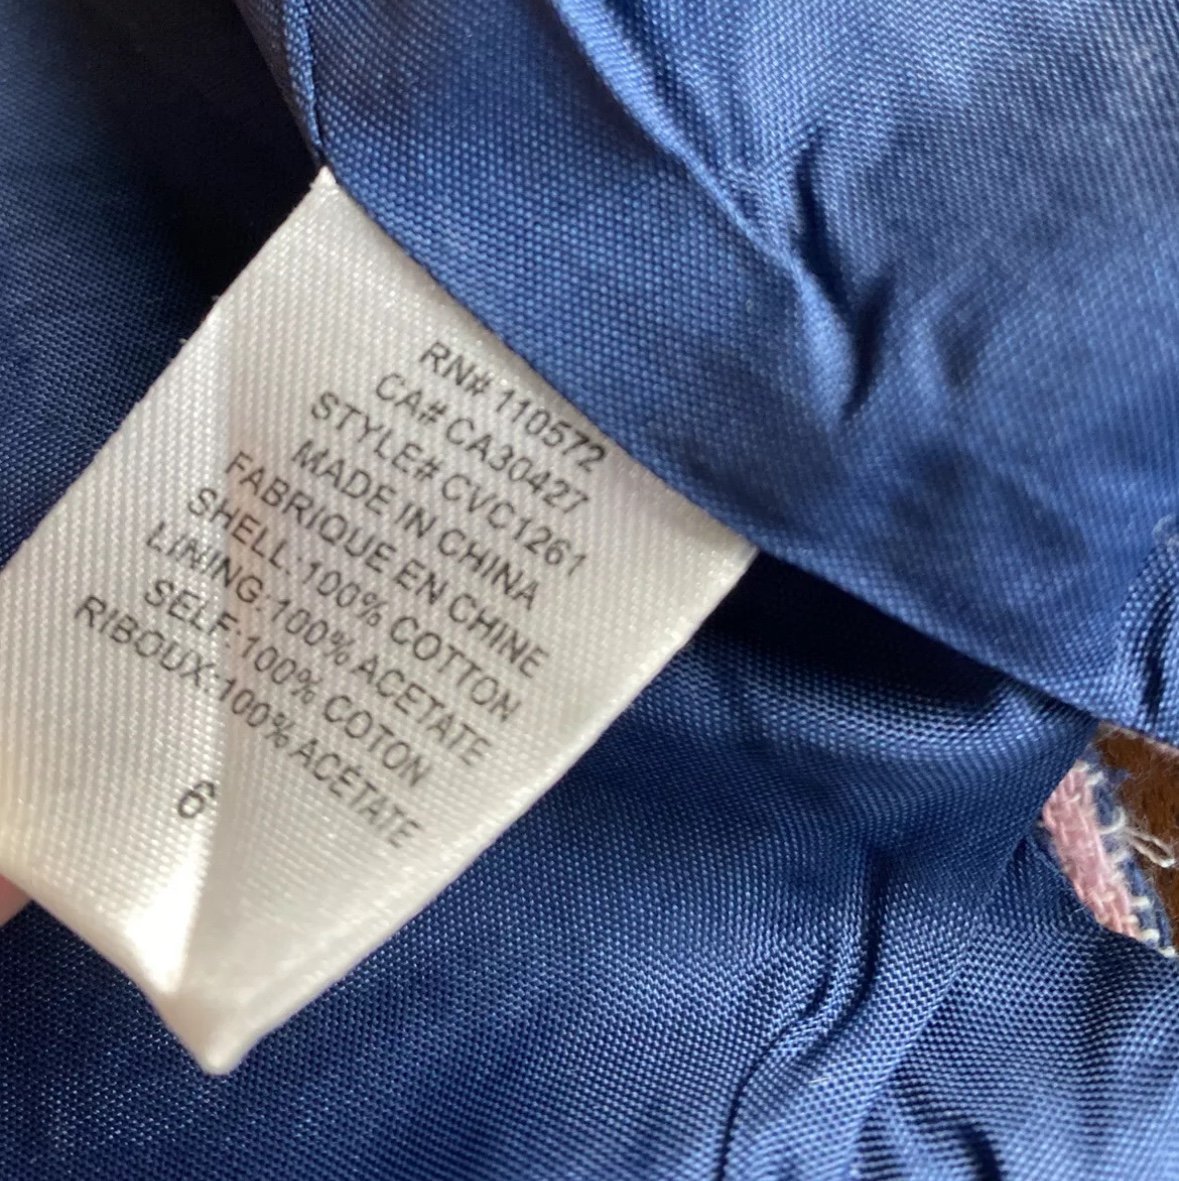 RN# 110572
CA# CA30427
STYLE# CVC1261
MADE IN CHINA
FABRIQUE EN CHINE
SHELL:100% COTTON
LINING:100% ACETATE
SELF:100% COTON
RIBOUX:100% ACÉTATE
6